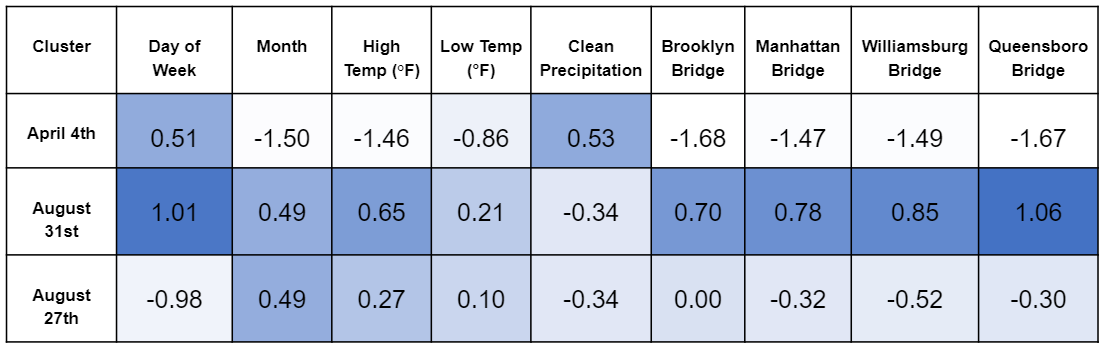 Cluster Day of Week Month High Temp (°F) Low Temp (°F) Clean Precipitation Brooklyn Bridge Manhattan Bridge Williamsburg Bridge Queensboro Bridge
April 4th 0.51 -1.50 -1.46 -0.86 0.53 -1.68 -1.47 -1.49 -1.67
August 31st 1.01 0.49 0.65 0.21 -0.34 0.70 0.78 0.85 1.06
August 27th -0.98 0.49 0.27 0.10 -0.34 0.00 -0.32 -0.52 -0.30